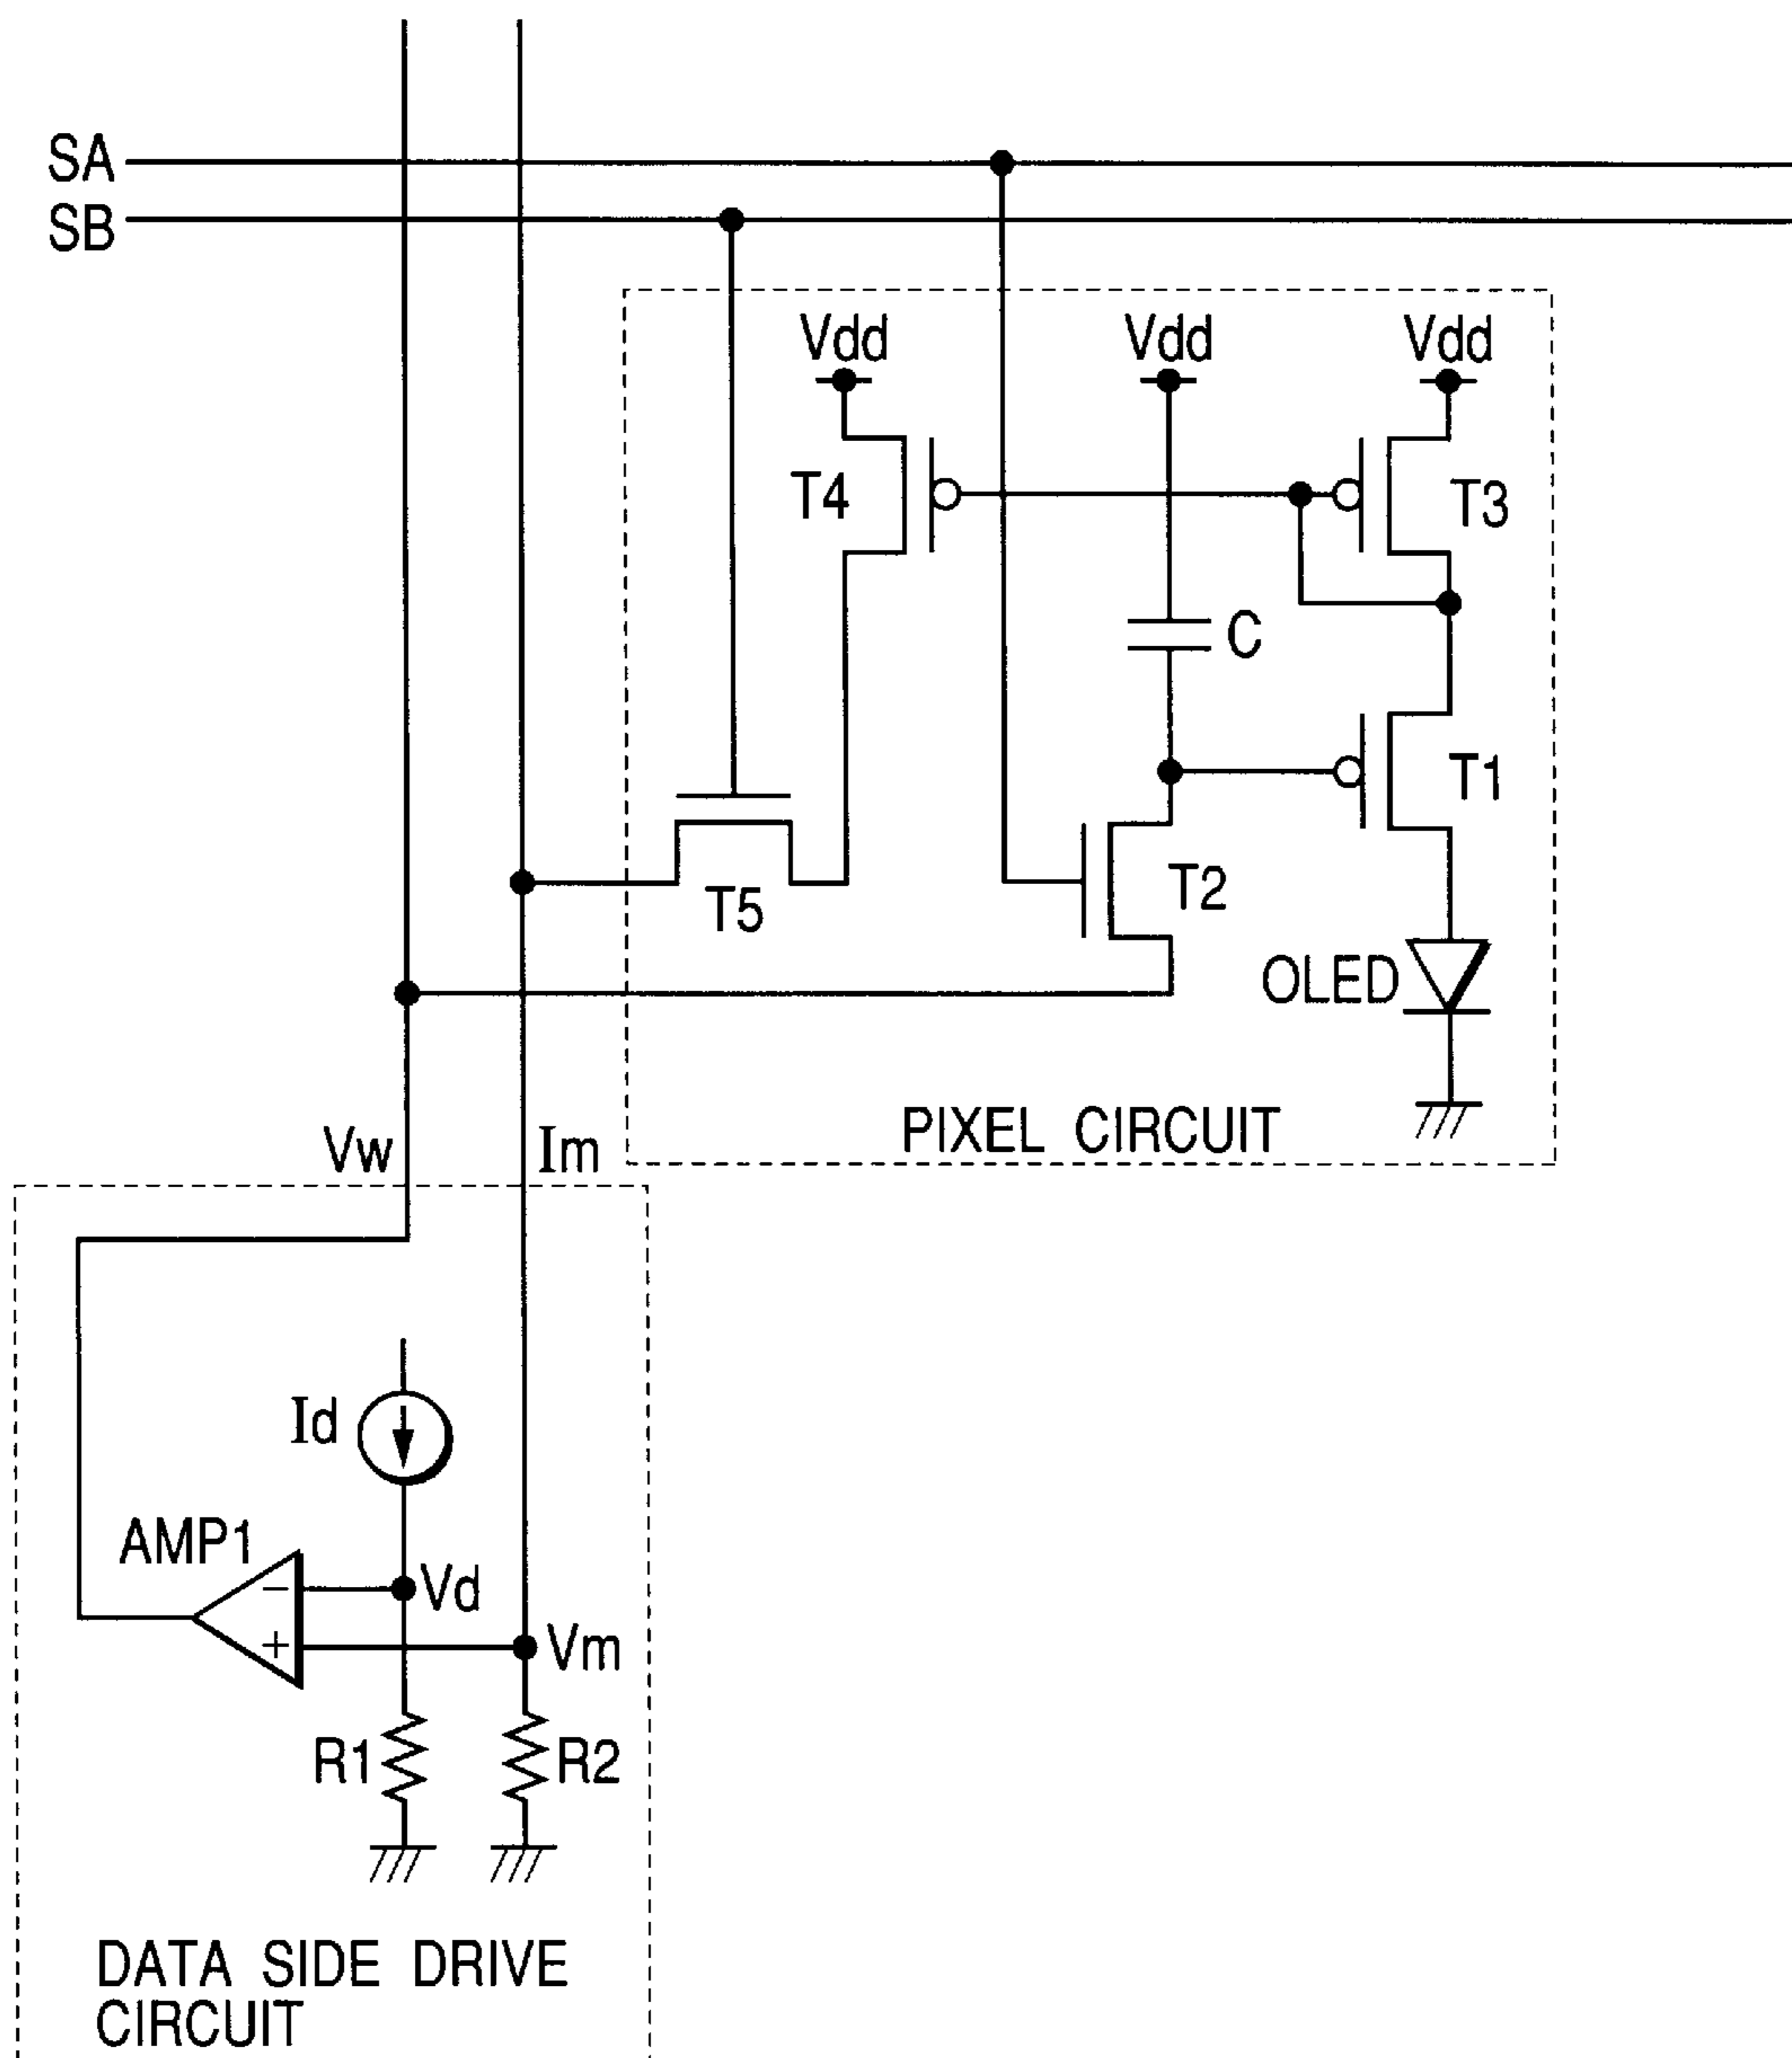 SA
SB
Vdd Vdd Vdd
T4 T3
C
T1
T5 T2
OLED
PIXEL CIRCUIT
Vw Im
Id
AMP1
− Vd
+ Vm
R1 R2
DATA SIDE DRIVE
CIRCUIT